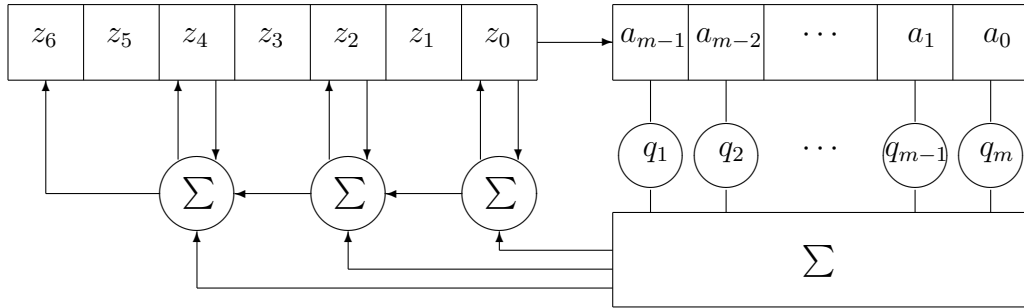 z₆ z₅ z₄ z₃ z₂ z₁ z₀ aₘ₋₁ aₘ₋₂ ⋯ a₁ a₀
q₁ q₂ ⋯ qₘ₋₁ qₘ
Σ Σ Σ
Σ